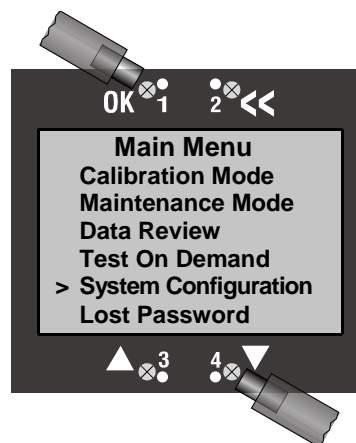 OK 1 2 <<
Main Menu
Calibration Mode
Maintenance Mode
Data Review
Test On Demand
> System Configuration
Lost Password
3 4